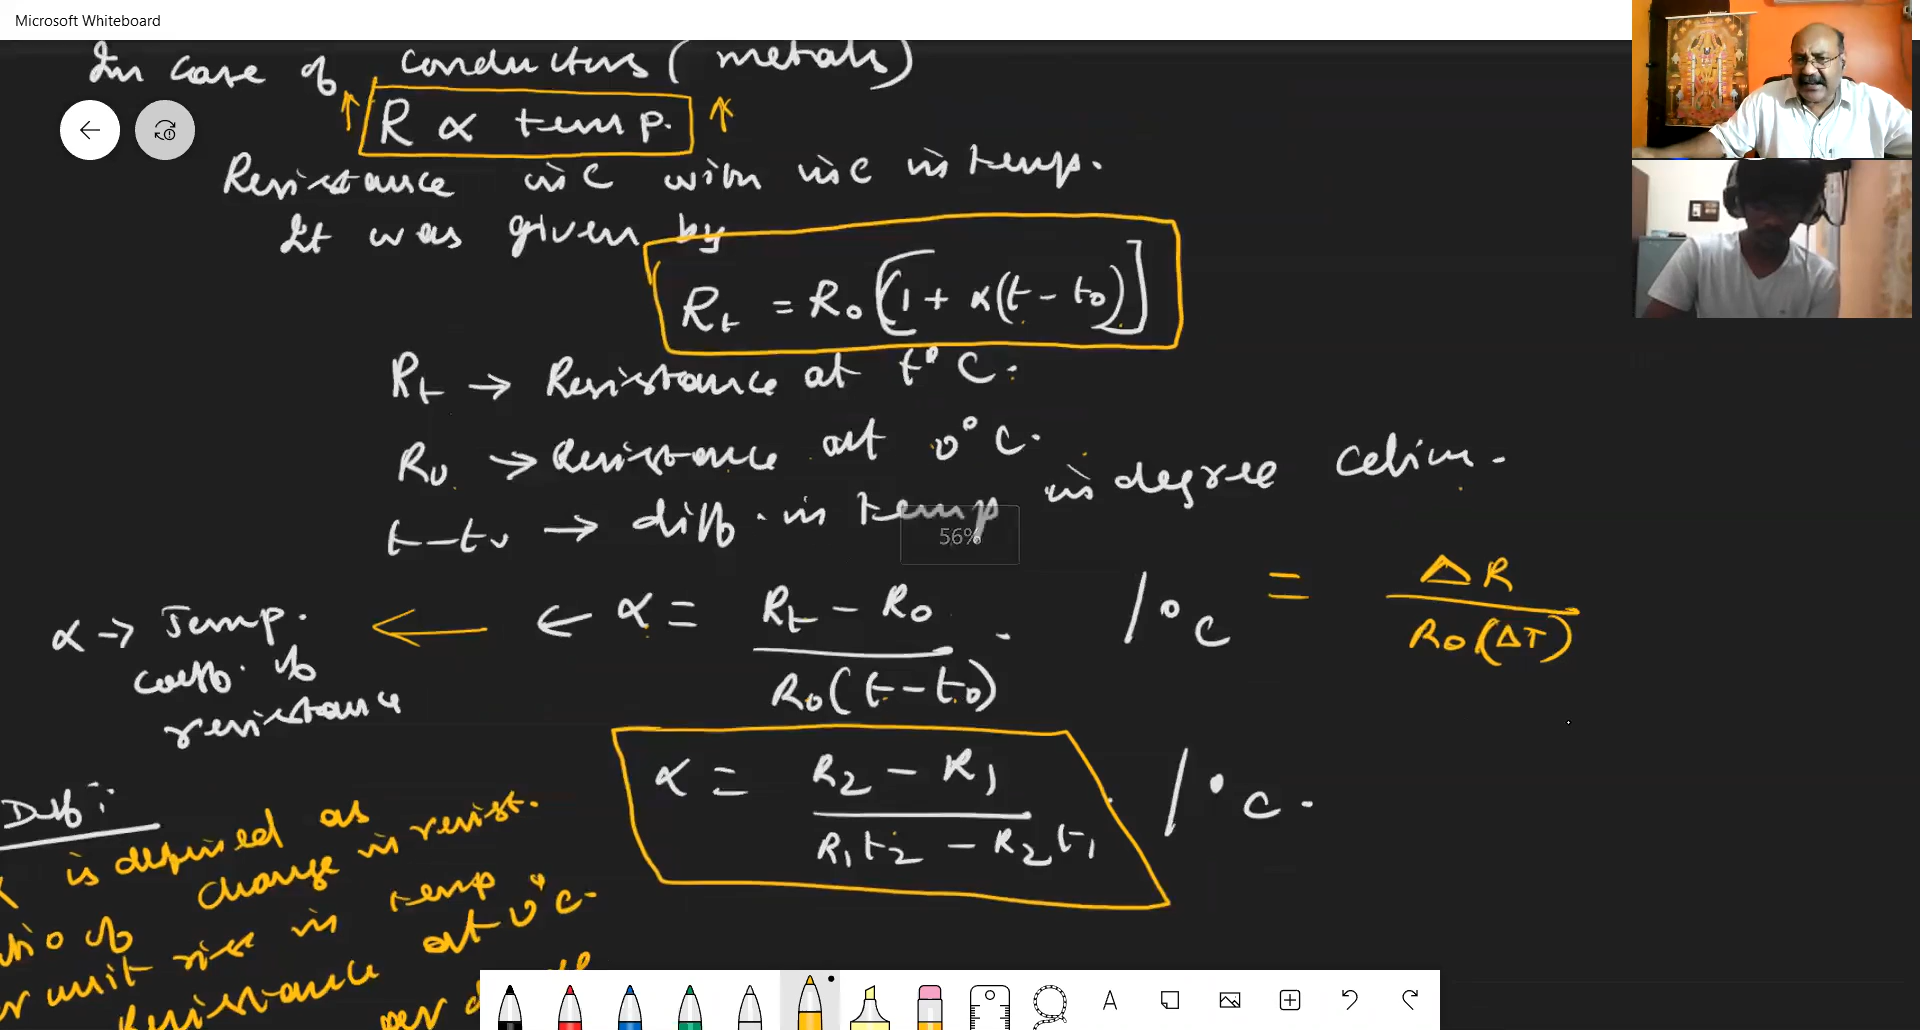 Microsoft Whiteboard
In case of conductors (metals)
↑ R ∝ temp. ↑
Resistance inc with inc in temp.
It was given by
Rt = R0 [1 + α(t - t0)]
Rt → Resistance at t°C.
R0 → Resistance at 0°C.
t - t0 → diff. in temp in degree celsius.
56%
α → Temp. coeff. of resistance ← ← α = (Rt - R0) / (R0(t - t0)) /°C = ΔR / (R0(ΔT))
α = (R2 - R1) / (R1t2 - R2t1) /°C.
Def:
is defined as
of change in resist.
unit rise in temp
Resistance at 0°C.
per
A